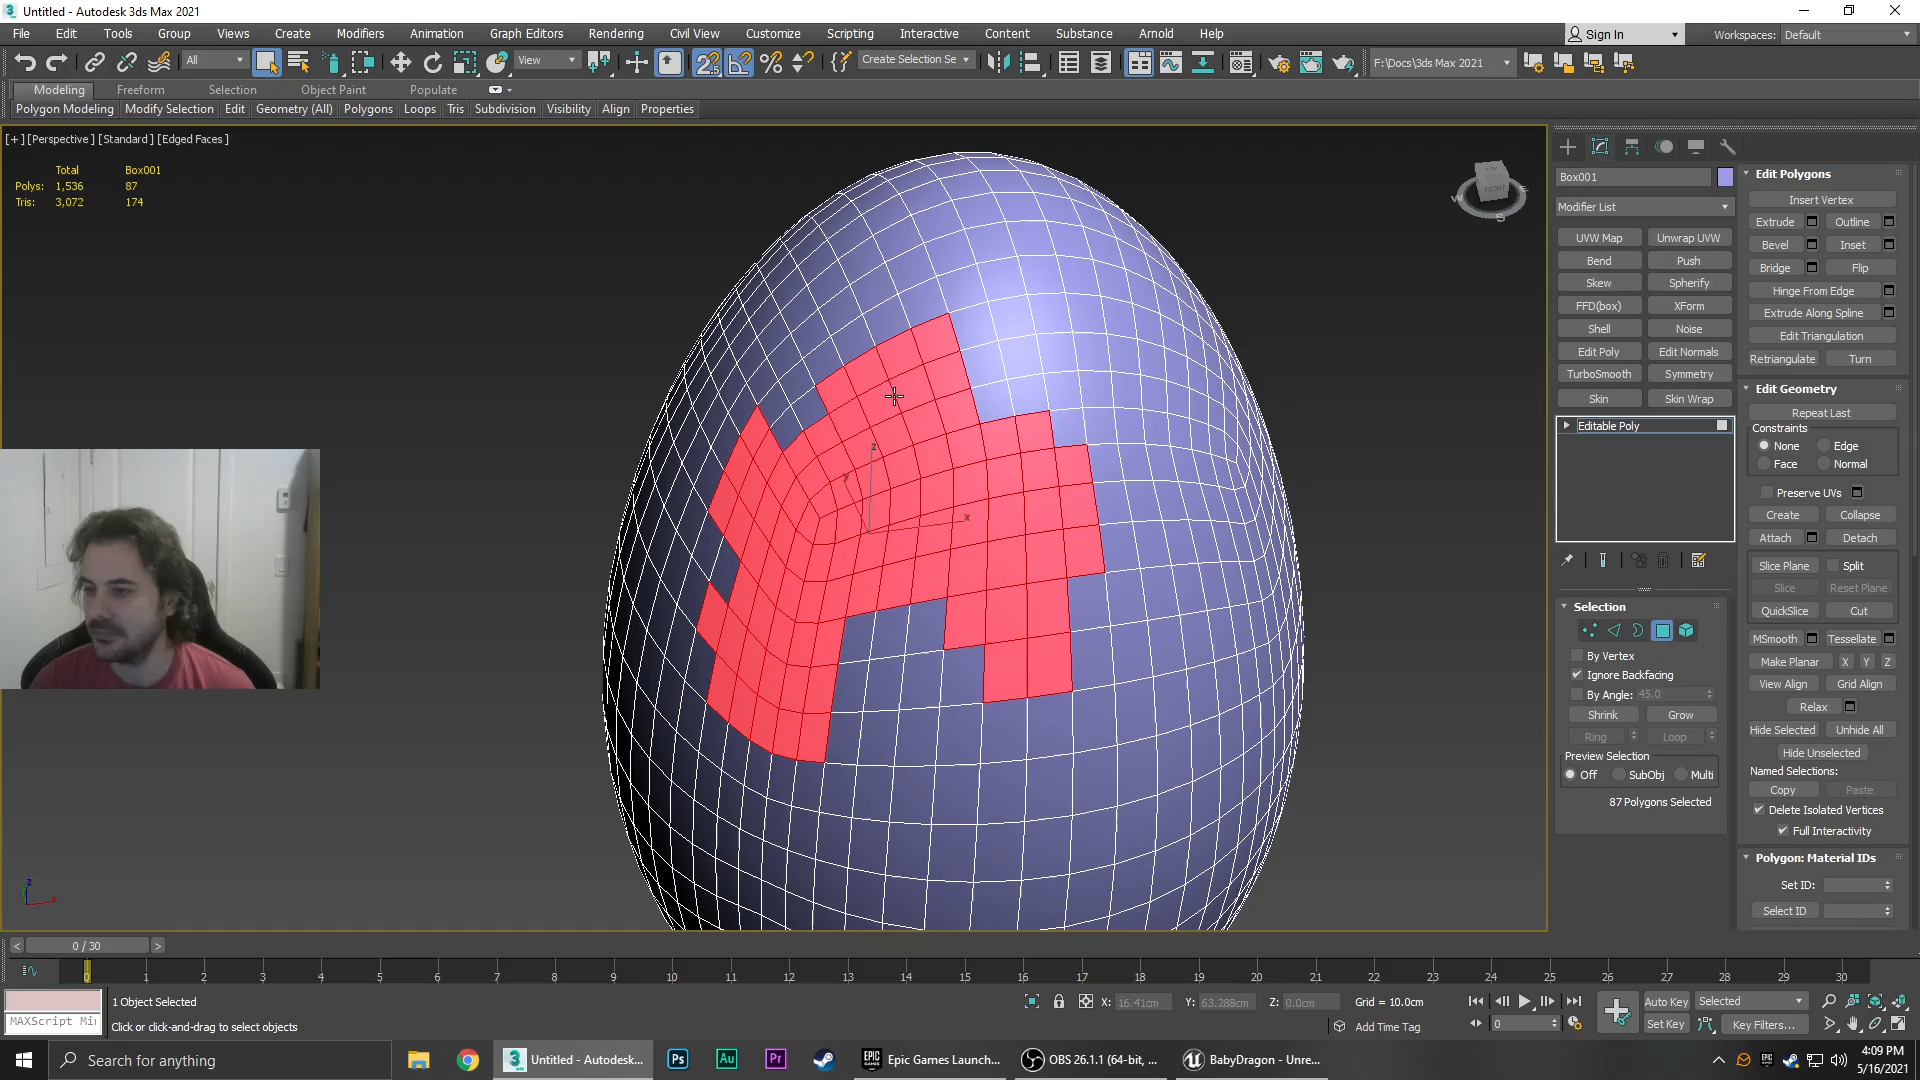 Untitled - Autodesk 3ds Max 2021
File Edit Tools Group Views Create Modifiers Animation Graph Editors Rendering Civil View Customize Scripting Interactive Content Substance Arnold Help
Sign In Workspaces: Default
All View Create Selection Se F:\Docs\3ds Max 2021
Modeling Freeform Selection Object Paint Populate
Polygon Modeling Modify Selection Edit Geometry (All) Polygons Loops Tris Subdivision Visibility Align Properties
[+] [Perspective] [Standard] [Edged Faces]
Total Box001
Polys: 1,536 87
Tris: 3,072 174
FRONT
W
S
z
y
x
Box001
Modifier List
UVW Map Unwrap UVW
Bend Push
Skew Spherify
FFD(box) XForm
Shell Noise
Edit Poly Edit Normals
TurboSmooth Symmetry
Skin Skin Wrap
Editable Poly
Selection
By Vertex
Ignore Backfacing
By Angle: 45.0
Shrink Grow
Ring Loop
Preview Selection
Off SubObj Multi
87 Polygons Selected
Edit Polygons
Insert Vertex
Extrude Outline
Bevel Inset
Bridge Flip
Hinge From Edge
Extrude Along Spline
Edit Triangulation
Retriangulate Turn
Edit Geometry
Repeat Last
Constraints
None Edge
Face Normal
Preserve UVs
Create Collapse
Attach Detach
Slice Plane Split
Slice Reset Plane
QuickSlice Cut
MSmooth Tessellate
Make Planar X Y Z
View Align Grid Align
Relax
Hide Selected Unhide All
Hide Unselected
Named Selections:
Copy Paste
Delete Isolated Vertices
Full Interactivity
Polygon: Material IDs
Set ID:
Select ID
z
x
< 0 / 30 >
0 1 2 3 4 5 6 7 8 9 10 11 12 13 14 15 16 17 18 19 20 21 22 23 24 25 26 27 28 29 30
1 Object Selected
MAXScript Mi
Click or click-and-drag to select objects
X: 16.41cm Y: 63.288cm Z: 0.0cm Grid = 10.0cm
Add Time Tag
0
Auto Key Selected
Set Key Key Filters...
Search for anything
Untitled - Autodesk...
Ps Au Pr
Epic Games Launch...
OBS 26.1.1 (64-bit, ...
BabyDragon - Unre...
4:09 PM
5/16/2021